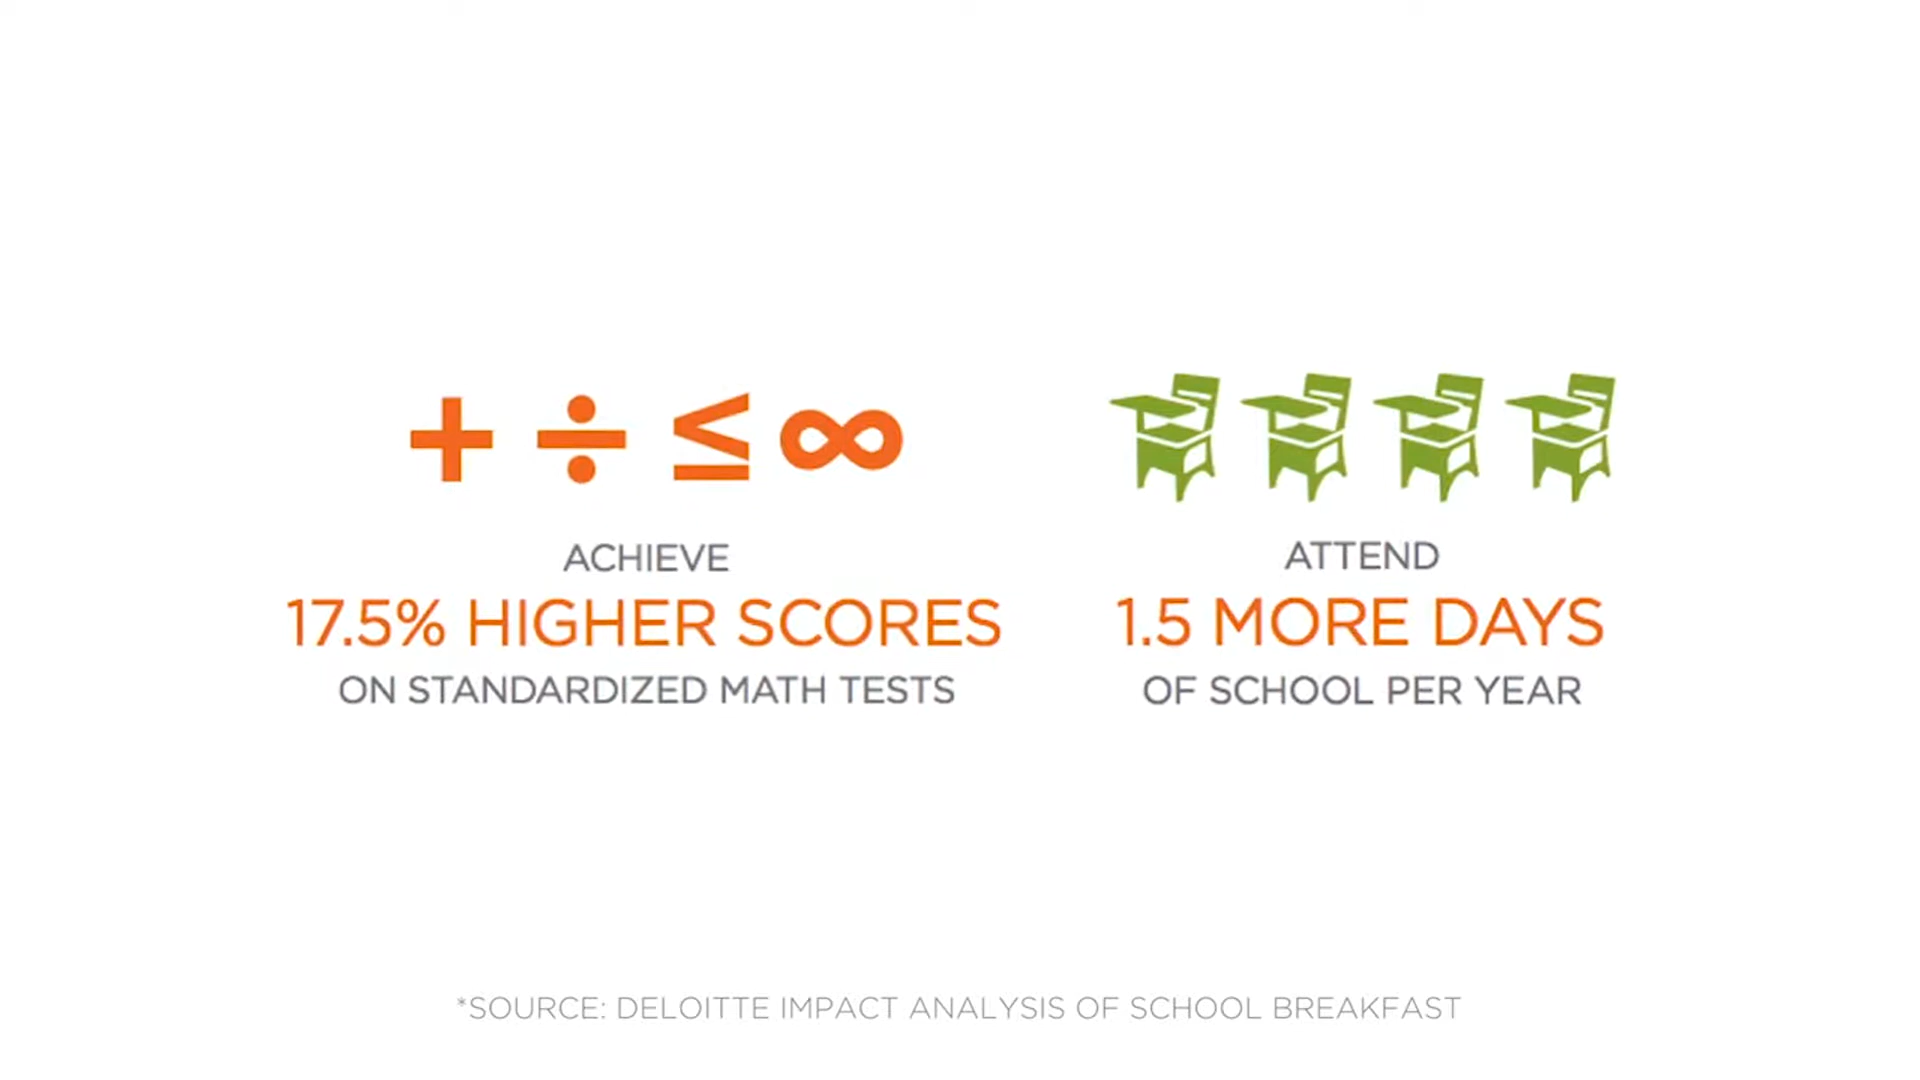 + ÷ ≤ ∞
ACHIEVE
17.5% HIGHER SCORES
ON STANDARDIZED MATH TESTS
ATTEND
1.5 MORE DAYS
OF SCHOOL PER YEAR
*SOURCE: DELOITTE IMPACT ANALYSIS OF SCHOOL BREAKFAST